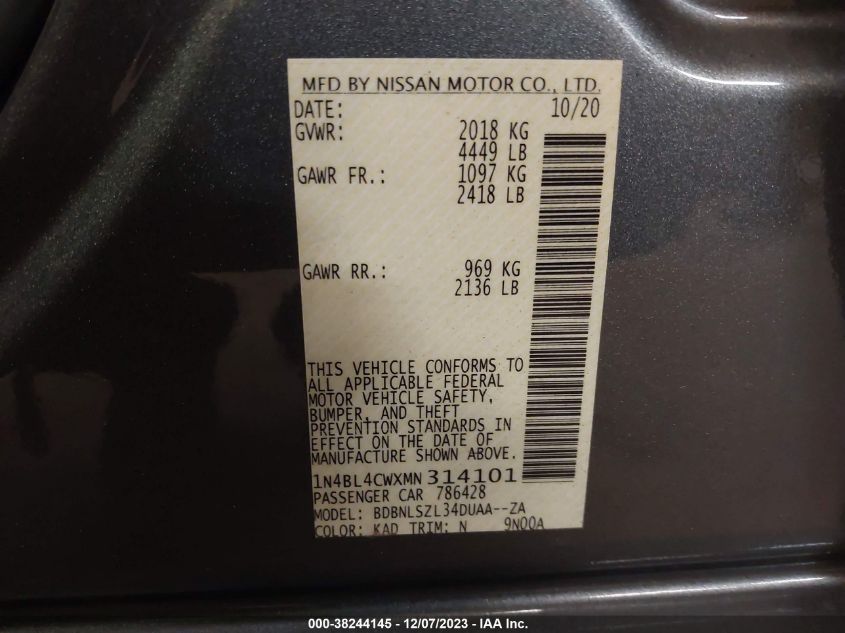 MFD BY NISSAN MOTOR CO., LTD.
DATE: 10/20
GVWR: 2018 KG
4449 LB
GAWR FR.: 1097 KG
2418 LB
GAWR RR.: 969 KG
2136 LB
THIS VEHICLE CONFORMS TO
ALL APPLICABLE FEDERAL
MOTOR VEHICLE SAFETY,
BUMPER, AND THEFT
PREVENTION STANDARDS IN
EFFECT ON THE DATE OF
MANUFACTURE SHOWN ABOVE.
1N4BL4CWXMN314101
PASSENGER CAR 786428
MODEL: BDBNLSZL34DUAA--ZA
COLOR: KAD TRIM: N 9N00A
000-38244145 - 12/07/2023 - IAA Inc.